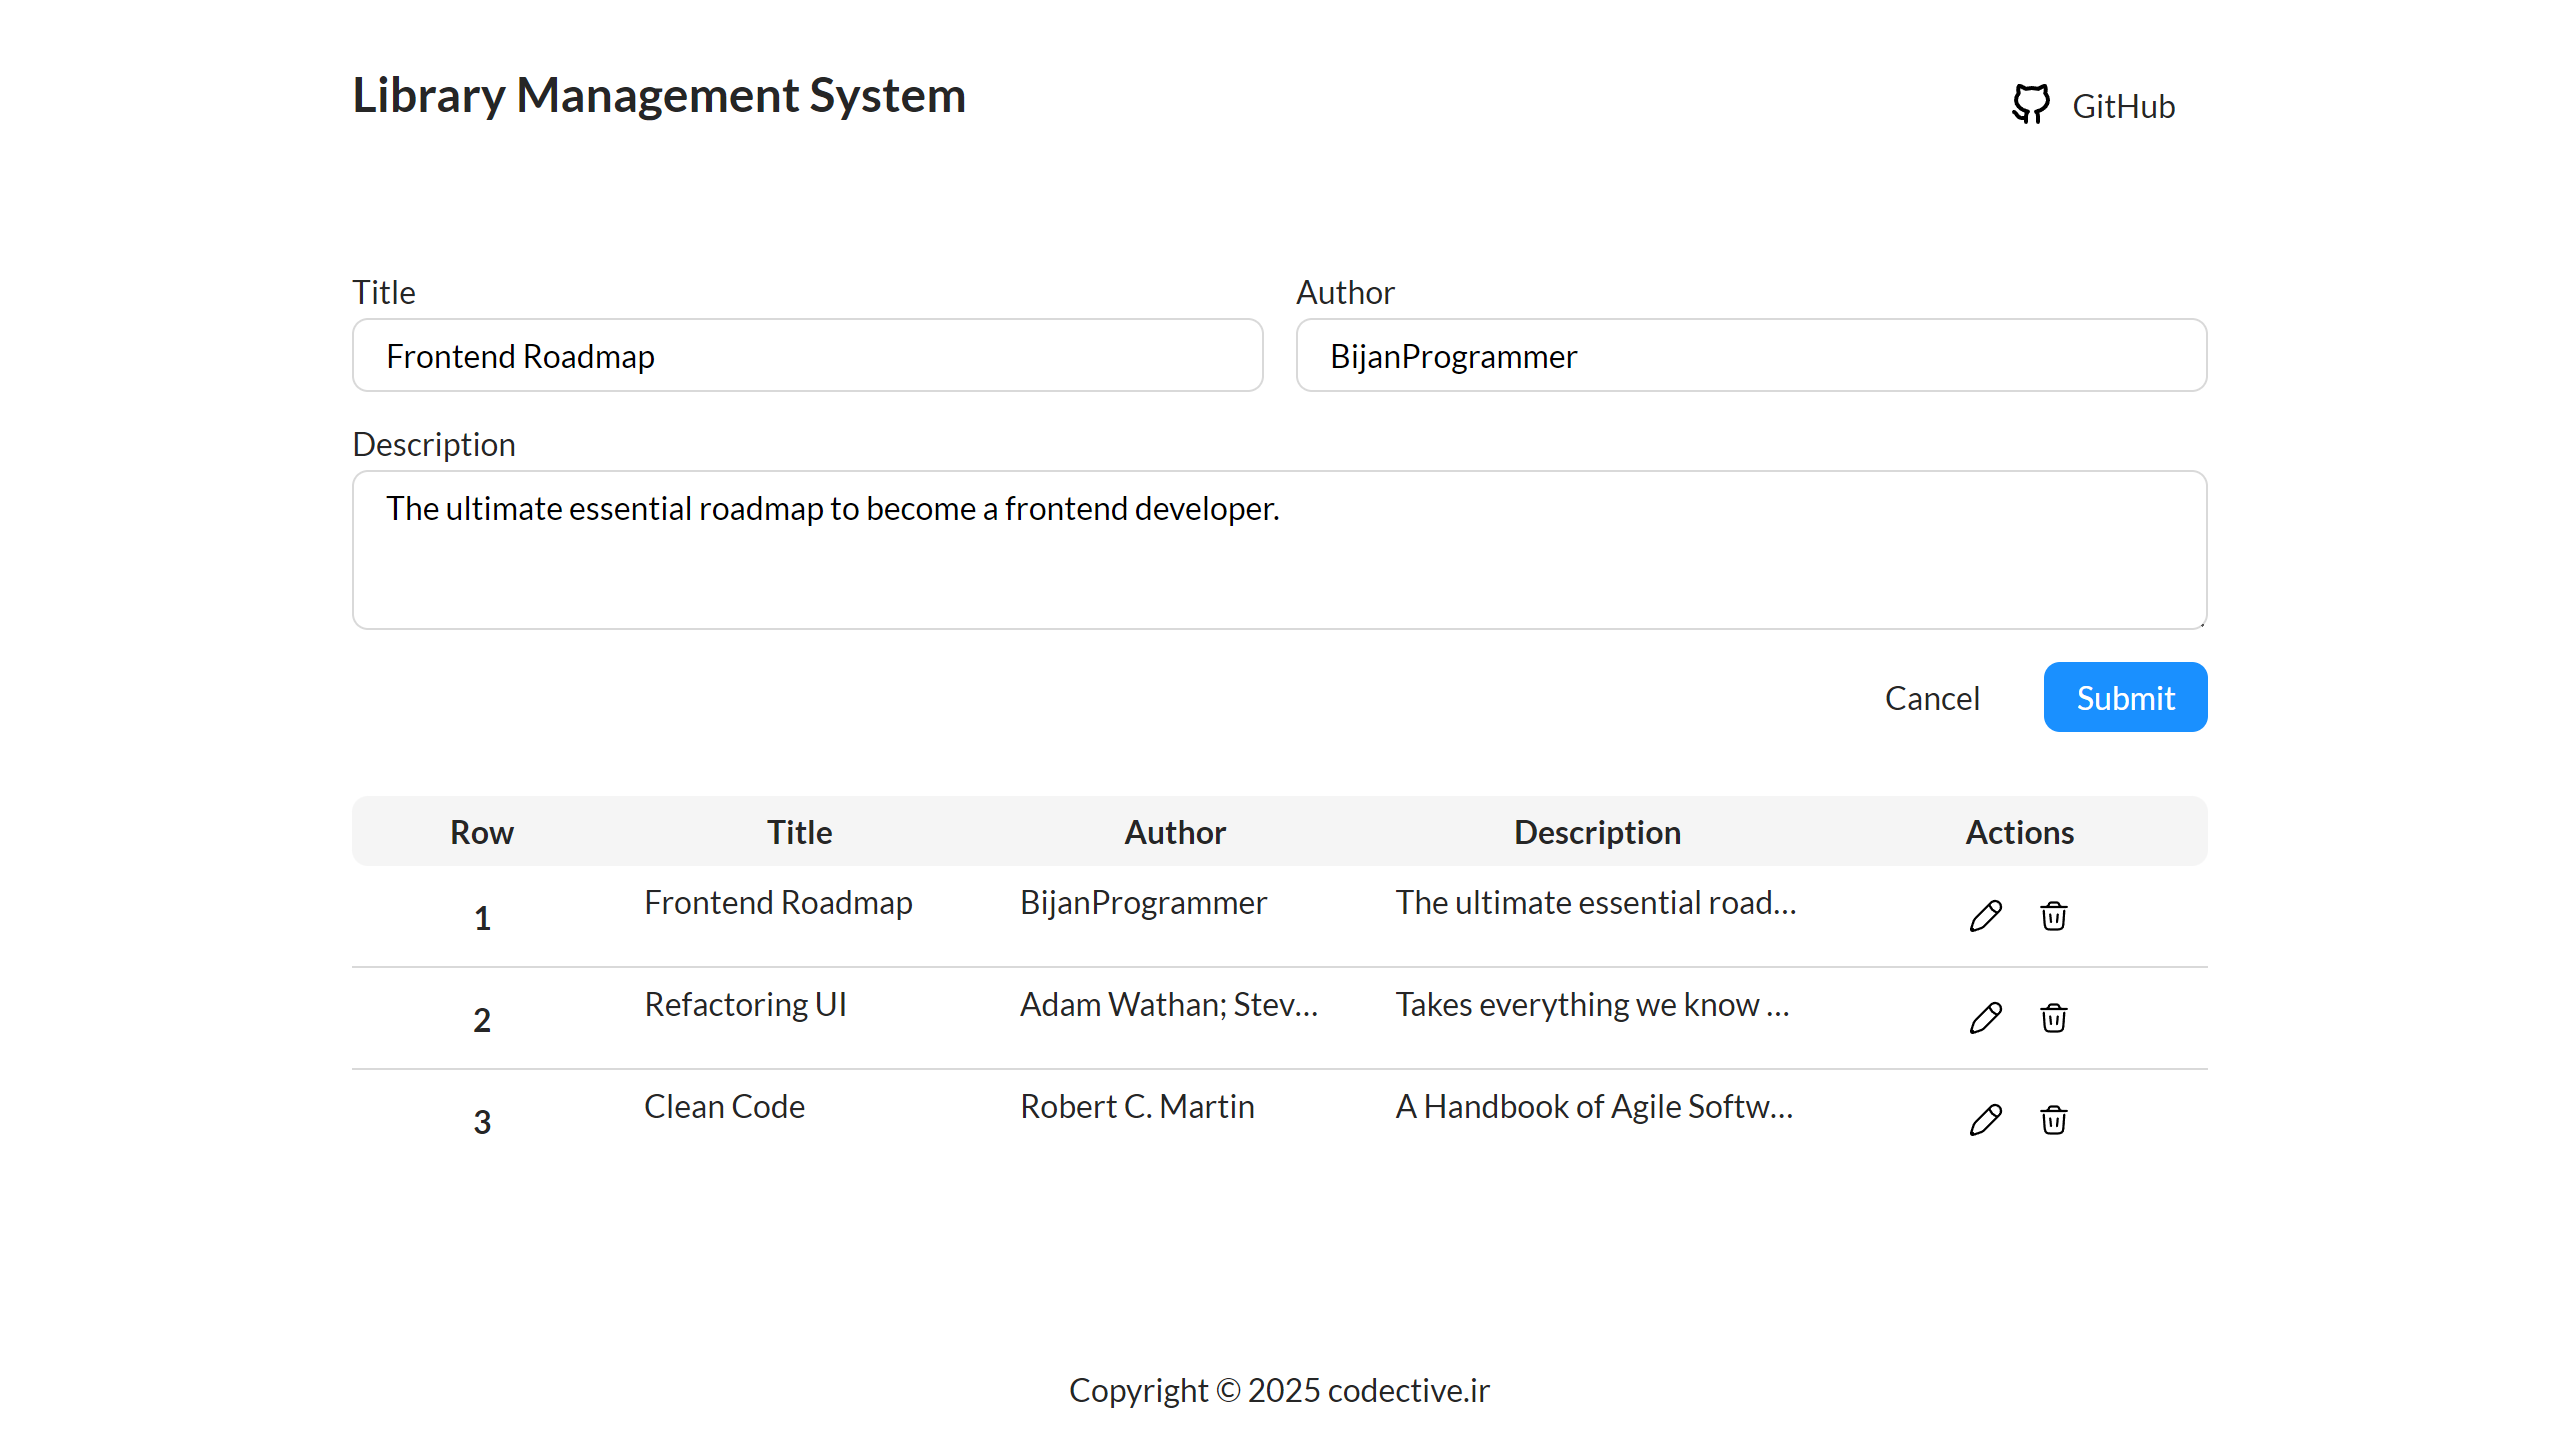 Library Management System
GitHub
Title
Author
Frontend Roadmap
BijanProgrammer
Description
The ultimate essential roadmap to become a frontend developer.
Cancel
Submit
Row Title Author Description Actions
1 Frontend Roadmap BijanProgrammer The ultimate essential road...
2 Refactoring UI Adam Wathan; Stev... Takes everything we know ...
3 Clean Code Robert C. Martin A Handbook of Agile Softw...
Copyright © 2025 codective.ir